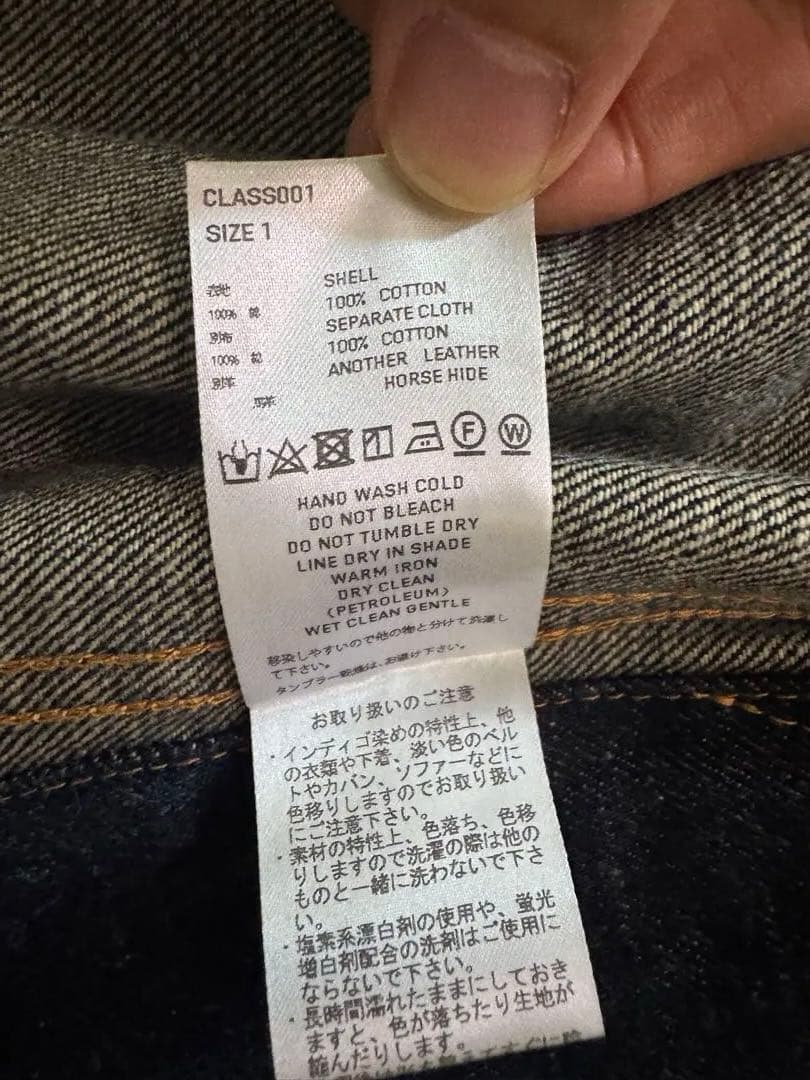 CLASS001
SIZE 1
表地 SHELL
100% 綿 100% COTTON
別布 SEPARATE CLOTH
100% 綿 100% COTTON
別革 ANOTHER LEATHER
馬革 HORSE HIDE
F W
HAND WASH COLD
DO NOT BLEACH
DO NOT TUMBLE DRY
LINE DRY IN SHADE
WARM IRON
DRY CLEAN
(PETROLEUM)
WET CLEAN GENTLE
移染しやすいので他の物と分けて洗濯し
て下さい。
タンブラー乾燥は、お避け下さい。
お取り扱いのご注意
・インディゴ染めの特性上、他
の衣類や下着、淡い色のベル
トやカバン、ソファーなどに
色移りしますのでお取り扱い
にご注意下さい。
・素材の特性上、色落ち、色移
りしますので洗濯の際は他の
ものと一緒に洗わないで下さ
い。
・塩素系漂白剤の使用や、蛍光
増白剤配合の洗剤はご使用に
ならないで下さい。
・長時間濡れたままにしておき
ますと、色が落ちたり生地が
縮んだりします。